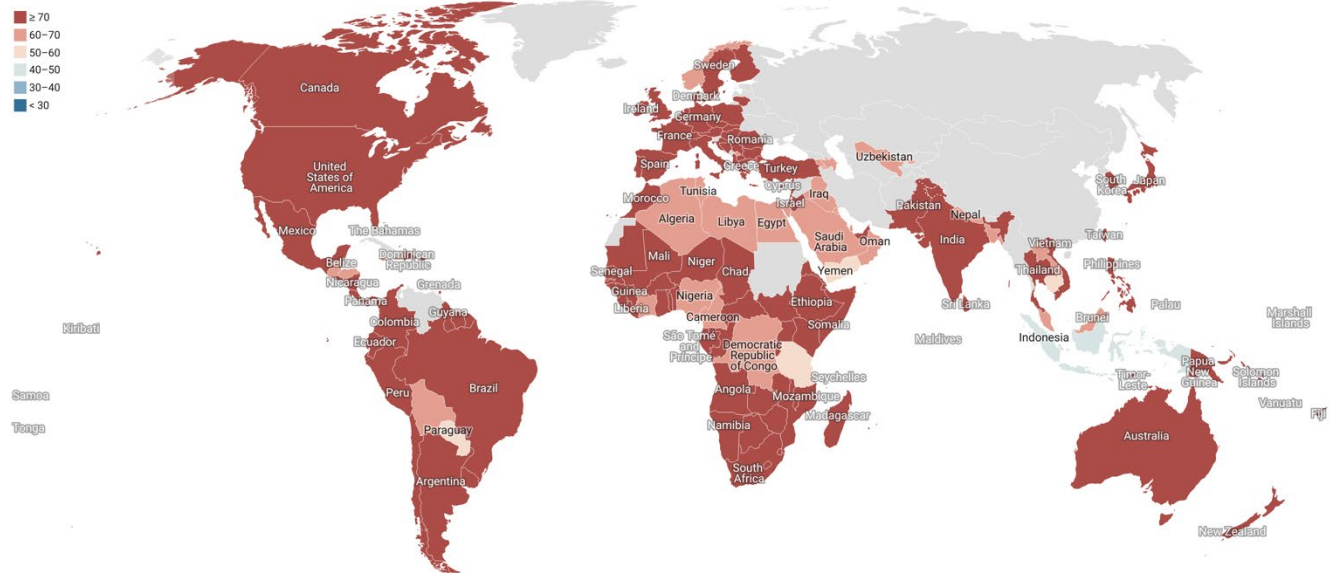 ≥ 70
60–70
50–60
40–50
30–40
< 30
Canada
United
States of
America
Mexico
The Bahamas
Belize
Dominican
Republic
Nicaragua
Grenada
Panama
Guyana
Colombia
Ecuador
Peru
Brazil
Paraguay
Argentina
Kiribati
Samoa
Tonga
Sweden
Denmark
Ireland
Germany
France
Romania
Spain
Greece
Turkey
Cyprus
Uzbekistan
Morocco
Tunisia
Israel
Iraq
Algeria
Libya
Egypt
Saudi
Arabia
Oman
Yemen
Mali
Niger
Chad
Senegal
Guinea
Liberia
Nigeria
Cameroon
Ethiopia
Somalia
São Tomé
and
Príncipe
Democratic
Republic
of Congo
Seychelles
Angola
Mozambique
Madagascar
Namibia
South
Africa
Pakistan
Nepal
India
Sri Lanka
Maldives
South
Korea
Japan
Taiwan
Vietnam
Thailand
Philippines
Palau
Brunei
Indonesia
Timor-
Leste
Papua
New
Guinea
Solomon
Islands
Marshall
Islands
Vanuatu
Fiji
Australia
New Zealand